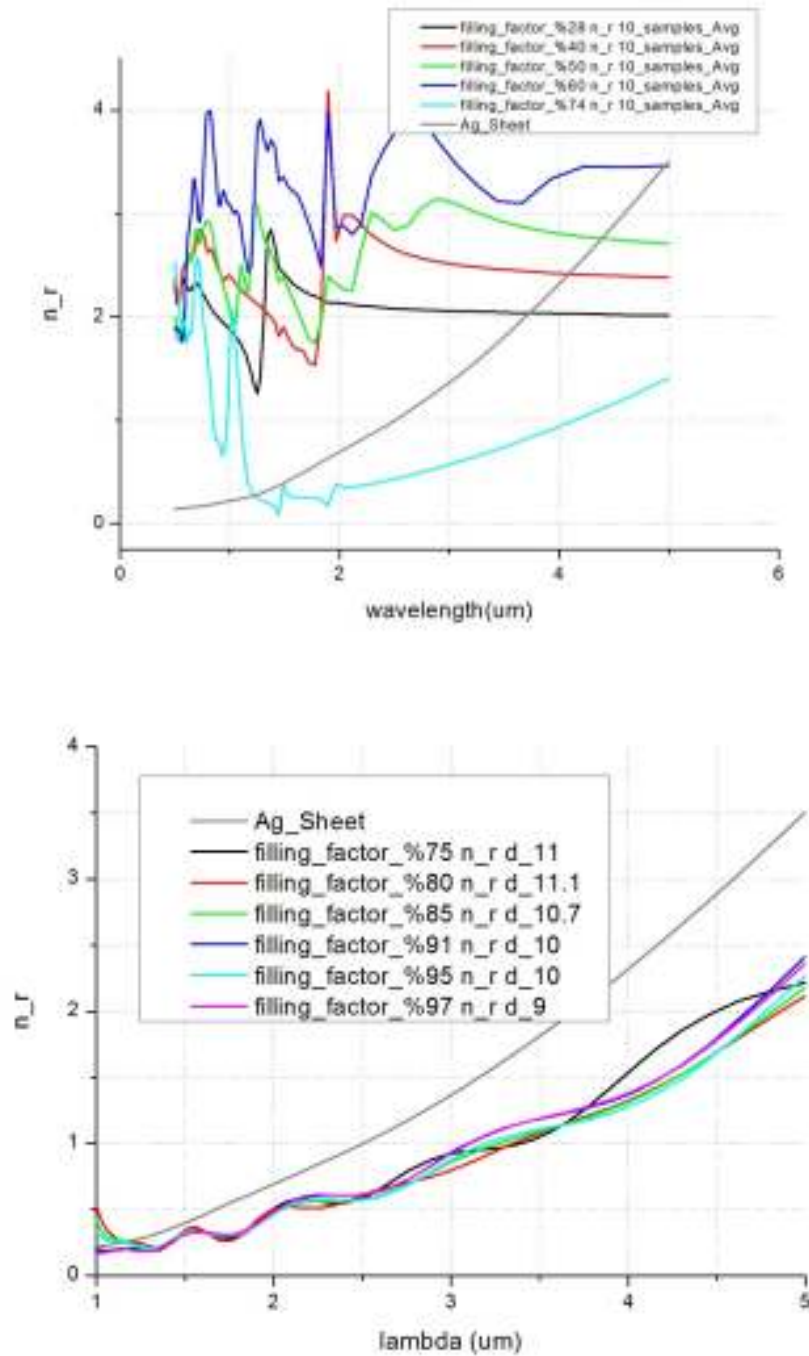 filling_factor_%28 n_r 10_samples_Avg
filling_factor_%40 n_r 10_samples_Avg
filling_factor_%50 n_r 10_samples_Avg
filling_factor_%60 n_r 10_samples_Avg
filling_factor_%74 n_r 10_samples_Avg
Ag_Sheet
4
2
0
n_r
0 2 4 6
wavelength(um)
4
3
2
1
0
n_r
Ag_Sheet
filling_factor_%75 n_r d_11
filling_factor_%80 n_r d_11.1
filling_factor_%85 n_r d_10.7
filling_factor_%91 n_r d_10
filling_factor_%95 n_r d_10
filling_factor_%97 n_r d_9
1 2 3 4 5
lambda (um)